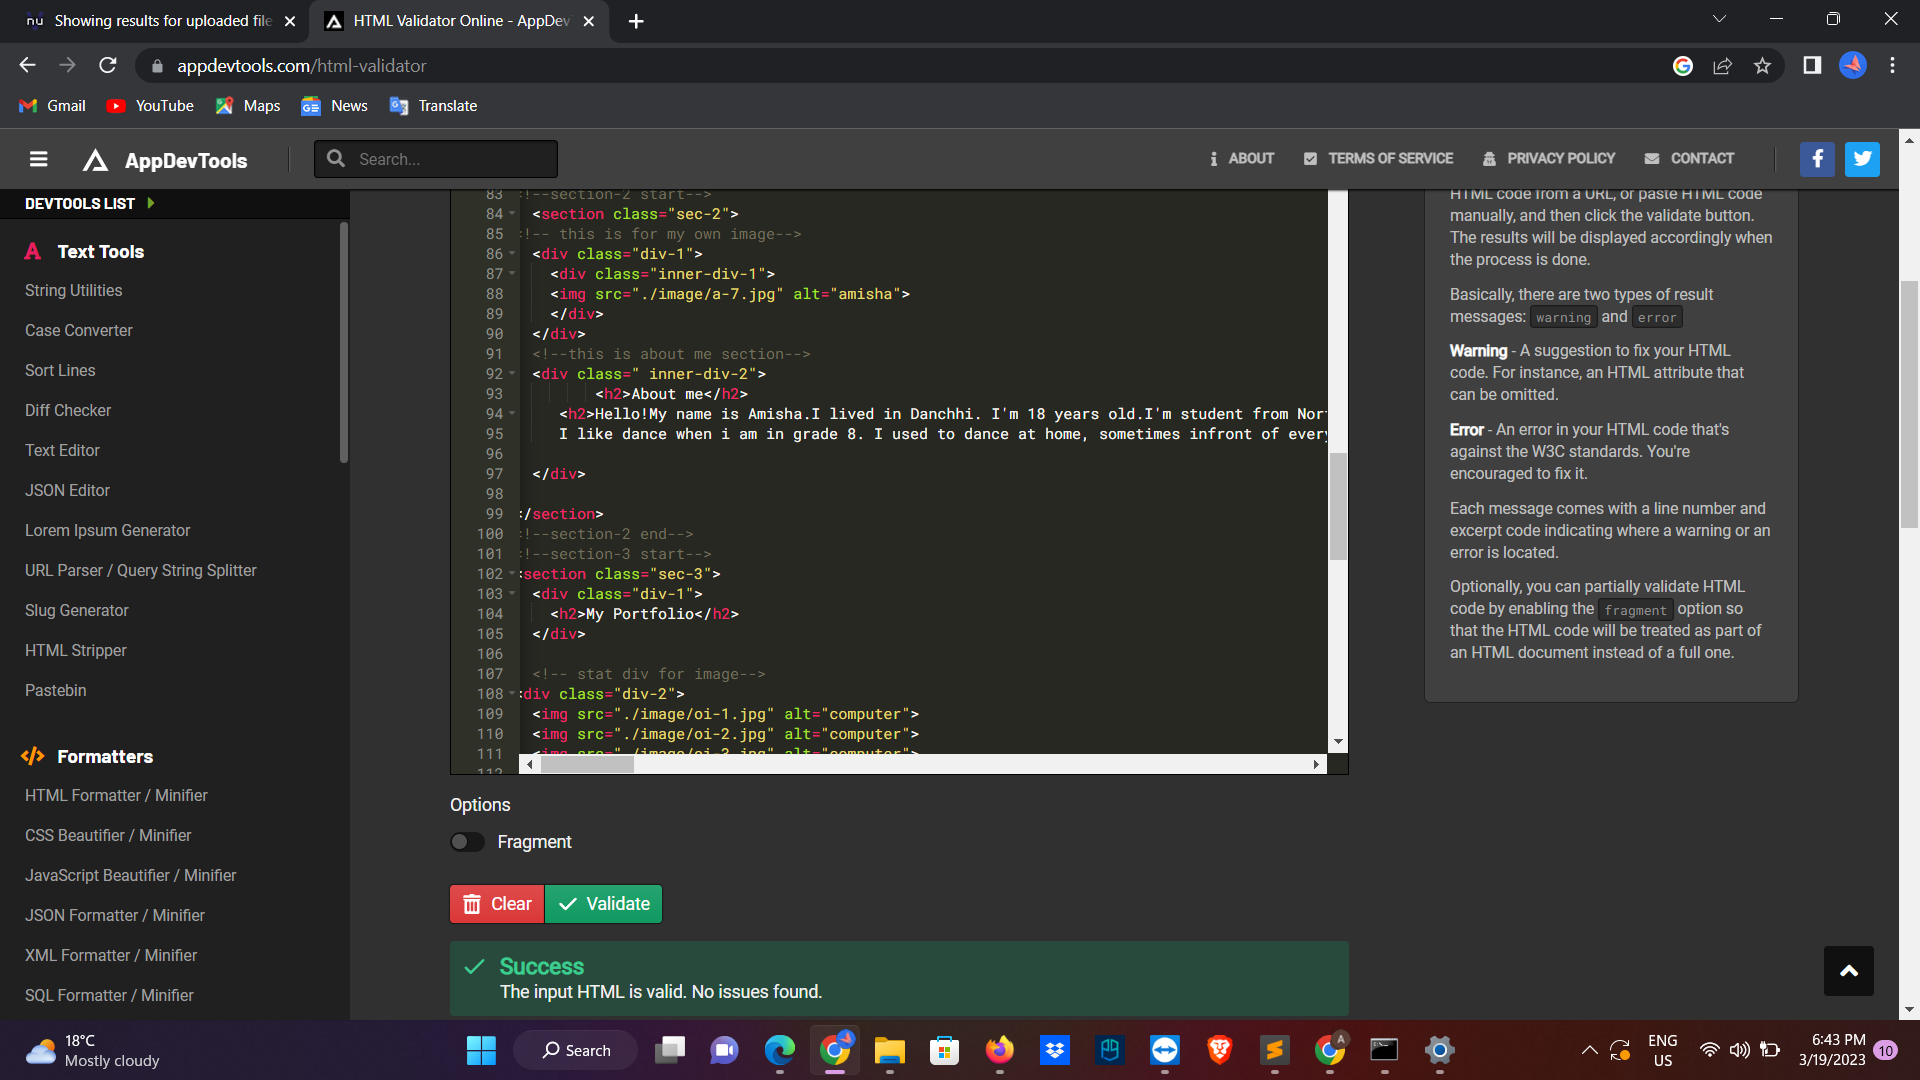 nu Showing results for uploaded file
HTML Validator Online - AppDev
appdevtools.com/html-validator
Gmail YouTube Maps News Translate
AppDevTools
Search...
ABOUT TERMS OF SERVICE PRIVACY POLICY CONTACT
DEVTOOLS LIST
Text Tools
String Utilities
Case Converter
Sort Lines
Diff Checker
Text Editor
JSON Editor
Lorem Ipsum Generator
URL Parser / Query String Splitter
Slug Generator
HTML Stripper
Pastebin
Formatters
HTML Formatter / Minifier
CSS Beautifier / Minifier
JavaScript Beautifier / Minifier
JSON Formatter / Minifier
XML Formatter / Minifier
SQL Formatter / Minifier
83 !--section-2 start-->
84 <section class="sec-2">
85 !-- this is for my own image-->
86 <div class="div-1">
87 <div class="inner-div-1">
88 <img src="./image/a-7.jpg" alt="amisha">
89 </div>
90 </div>
91 <!--this is about me section-->
92 <div class=" inner-div-2">
93 <h2>About me</h2>
94 <h2>Hello!My name is Amisha.I lived in Danchhi. I'm 18 years old.I'm student from Nor
95 I like dance when i am in grade 8. I used to dance at home, sometimes infront of every
96
97 </div>
98
99 /section>
100 !--section-2 end-->
101 !--section-3 start-->
102 section class="sec-3">
103 <div class="div-1">
104 <h2>My Portfolio</h2>
105 </div>
106
107 <!-- stat div for image-->
108 div class="div-2">
109 <img src="./image/oi-1.jpg" alt="computer">
110 <img src="./image/oi-2.jpg" alt="computer">
111 <img src="./image/oi-3.jpg" alt="computer">
112
Options
Fragment
Clear Validate
Success
The input HTML is valid. No issues found.
HTML code from a URL, or paste HTML code
manually, and then click the validate button.
The results will be displayed accordingly when
the process is done.
Basically, there are two types of result
messages: warning and error
Warning - A suggestion to fix your HTML
code. For instance, an HTML attribute that
can be omitted.
Error - An error in your HTML code that's
against the W3C standards. You're
encouraged to fix it.
Each message comes with a line number and
excerpt code indicating where a warning or an
error is located.
Optionally, you can partially validate HTML
code by enabling the fragment option so
that the HTML code will be treated as part of
an HTML document instead of a full one.
18°C
Mostly cloudy
Search
A
ENG
US
6:43 PM
3/19/2023
10